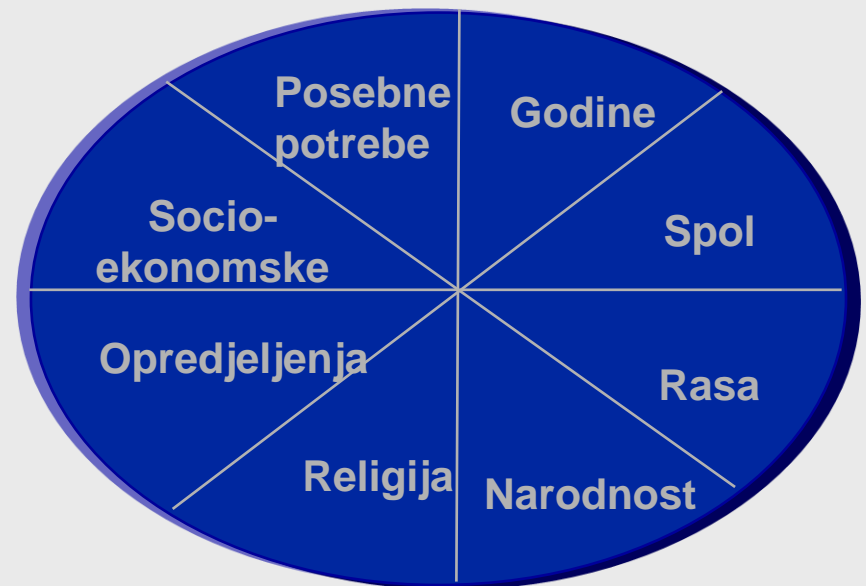 Posebne
potrebe
Godine
Socio-
ekonomske
Spol
Opredjeljenja
Rasa
Religija
Narodnost